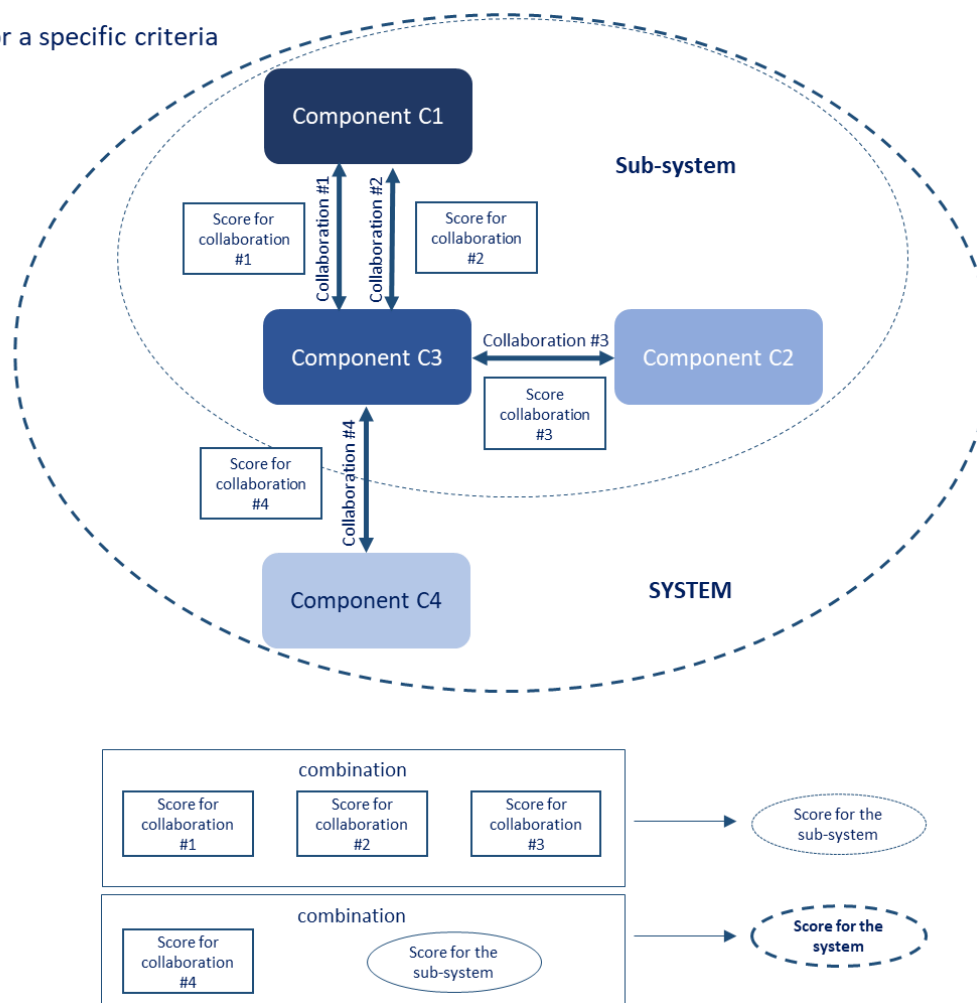 r a specific criteria
Component C1
Sub-system
Collaboration #1
Collaboration #2
Score for
collaboration
#1
Score for
collaboration
#2
Component C3
Collaboration #3
Component C2
Score
collaboration
#3
Collaboration #4
Score for
collaboration
#4
Component C4
SYSTEM
combination
Score for
collaboration
#1
Score for
collaboration
#2
Score for
collaboration
#3
Score for the
sub-system
combination
Score for
collaboration
#4
Score for the
sub-system
Score for the
system